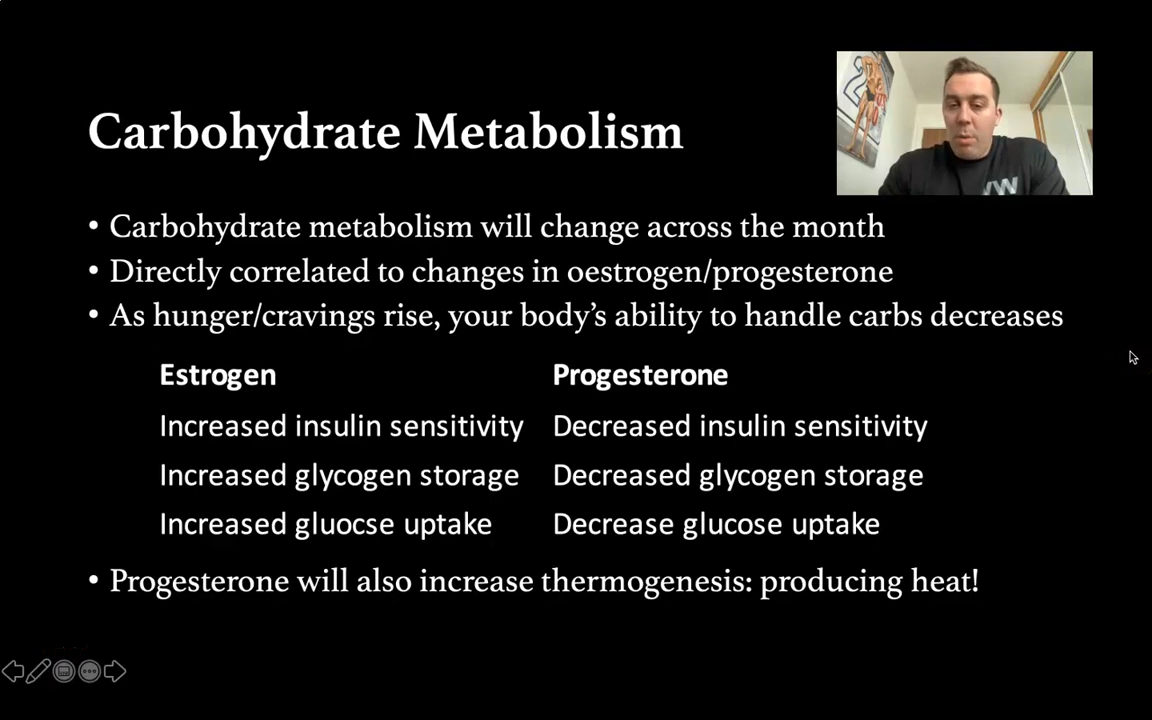 Carbohydrate Metabolism
• Carbohydrate metabolism will change across the month
• Directly correlated to changes in oestrogen/progesterone
• As hunger/cravings rise, your body’s ability to handle carbs decreases
Estrogen Progesterone
Increased insulin sensitivity Decreased insulin sensitivity
Increased glycogen storage Decreased glycogen storage
Increased gluocse uptake Decrease glucose uptake
• Progesterone will also increase thermogenesis: producing heat!
2
VW